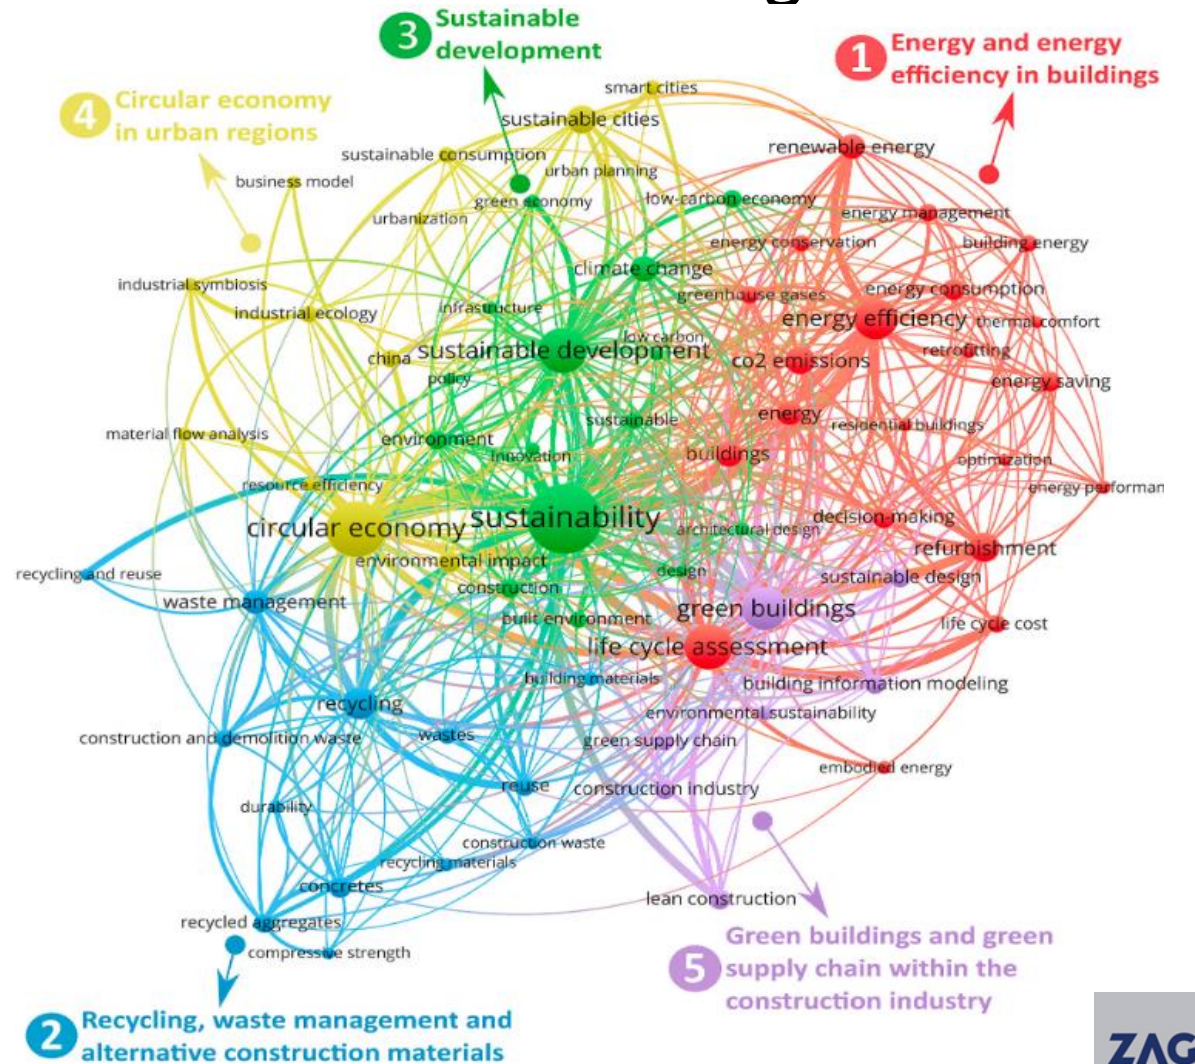 3 Sustainable
development
1 Energy and energy
efficiency in buildings
4 Circular economy
in urban regions
smart cities
sustainable cities
renewable energy
sustainable consumption
urban planning
business model
green economy
low-carbon economy
urbanization
energy management
energy conservation
building energy
climate change
industrial symbiosis
greenhouse gases
energy consumption
infrastructure
industrial ecology
energy efficiency
thermal comfort
low carbon
china
sustainable development
co2 emissions
retrofitting
policy
energy saving
energy
sustainable
residential buildings
material flow analysis
environment
innovation
buildings
optimization
resource efficiency
energy performan
circular economy
sustainability
architectural design
decision-making
refurbishment
environmental impact
recycling and reuse
design
sustainable design
construction
waste management
green buildings
built environment
life cycle cost
life cycle assessment
building materials
building information modeling
recycling
environmental sustainability
construction and demolition waste
wastes
green supply chain
embodied energy
reuse
construction industry
durability
construction waste
recycling materials
concretes
lean construction
recycled aggregates
compressive strength
5 Green buildings and green
supply chain within the
construction industry
2 Recycling, waste management and
alternative construction materials
ZAG